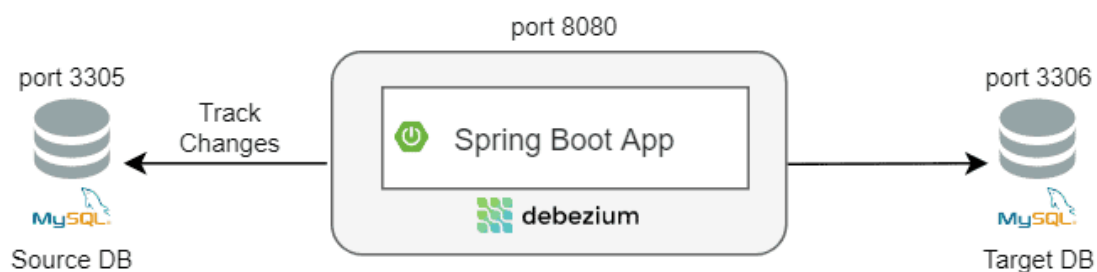 port 8080
port 3305
port 3306
Track
Changes
Spring Boot App
debezium
MySQL
MySQL
Source DB
Target DB